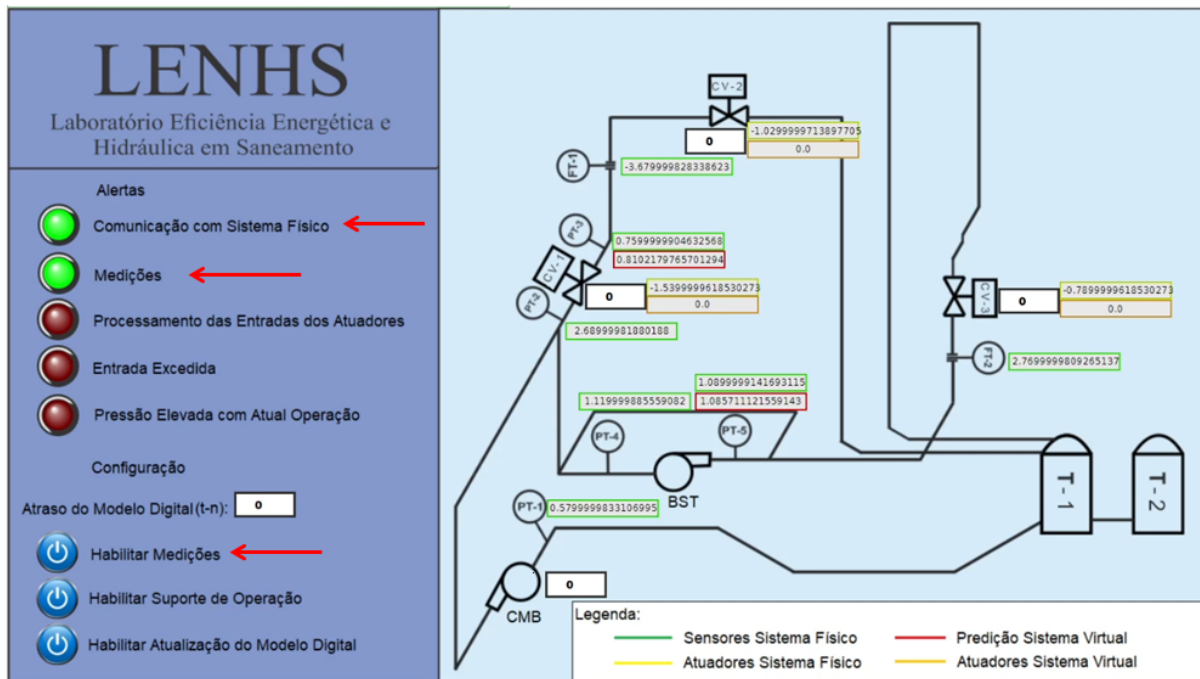 LENHS
Laboratório Eficiência Energética e
Hidráulica em Saneamento
Alertas
Comunicação com Sistema Físico
Medições
Processamento das Entradas dos Atuadores
Entrada Excedida
Pressão Elevada com Atual Operação
Configuração
Atraso do Modelo Digital (t-n):
0
Habilitar Medições
Habilitar Suporte de Operação
Habilitar Atualização do Modelo Digital
CV-2
0
-1.0299999713897705
0.0
FT-1
-3.679999828338623
PT-3
0.7599999904632568
0.8102179765701294
CV-1
0
-1.5399999618530273
0.0
PT-2
2.68999981880188
CV-3
0
-0.7899999618530273
0.0
FT-2
2.7699999809265137
1.0899999141693115
1.119999885559082
1.085711121559143
PT-4
PT-5
BST
PT-1
0.5799999833106995
CMB
0
T-1
T-2
Legenda:
Sensores Sistema Físico
Predição Sistema Virtual
Atuadores Sistema Físico
Atuadores Sistema Virtual